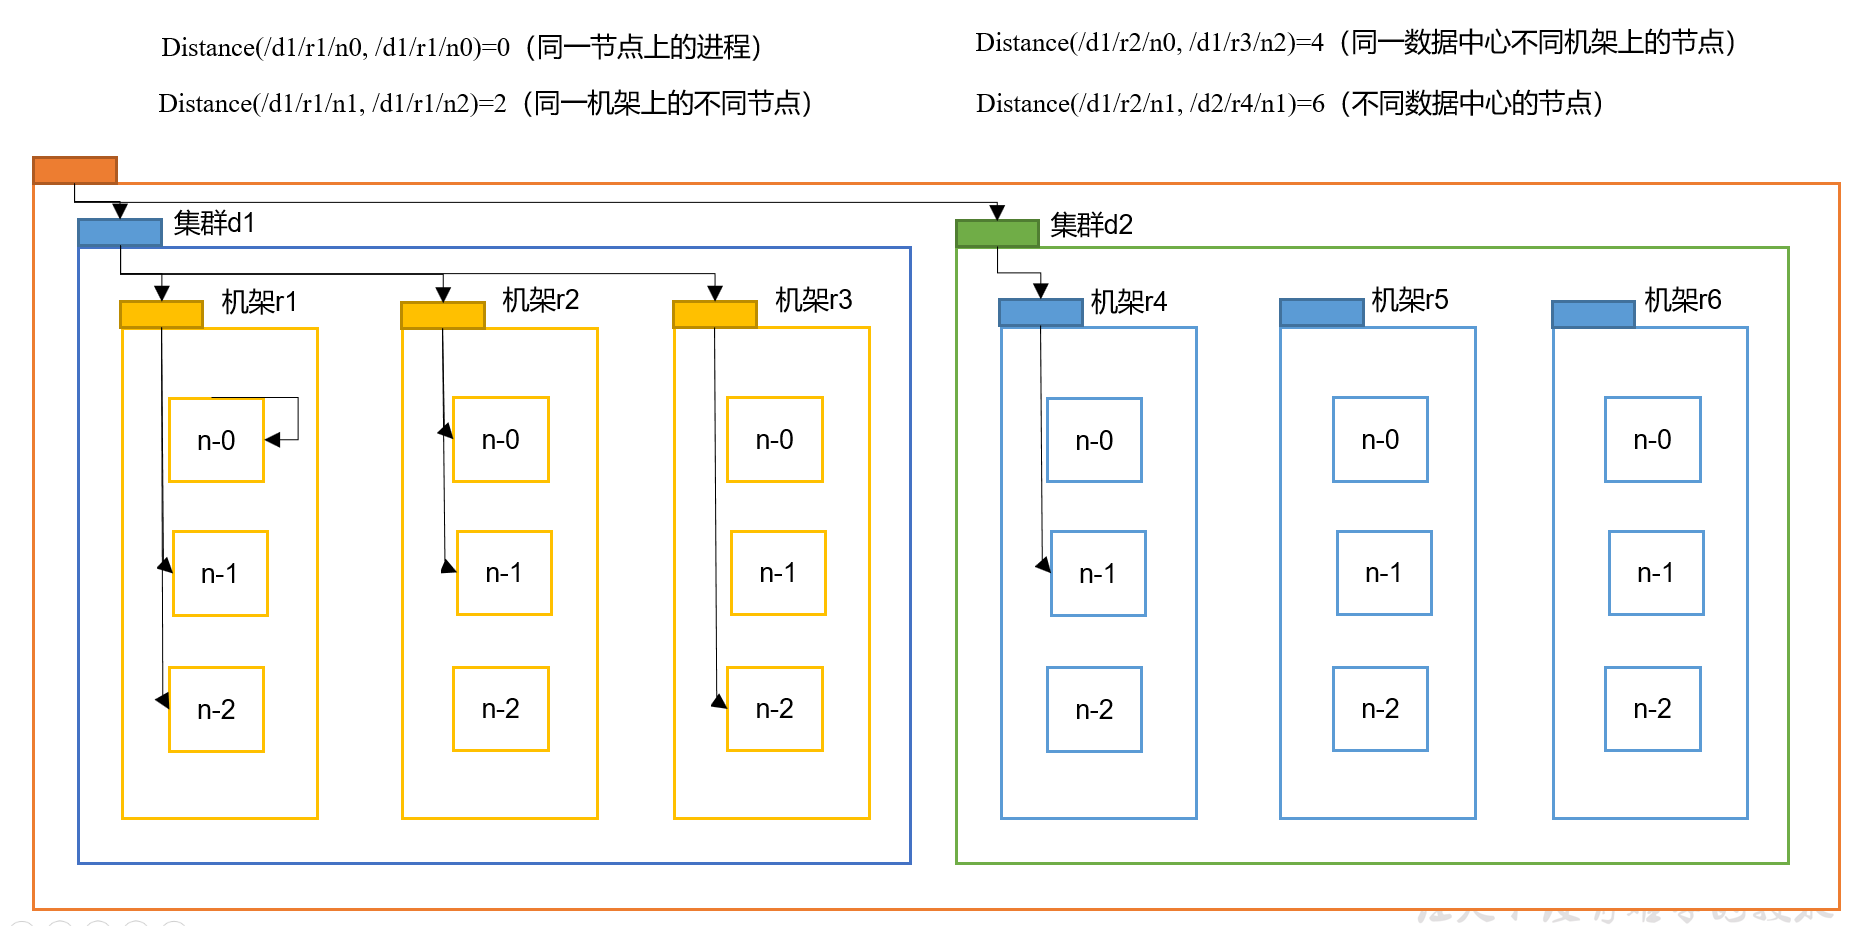 Distance(/d1/r1/n0, /d1/r1/n0)=0（同一节点上的进程）
Distance(/d1/r1/n1, /d1/r1/n2)=2（同一机架上的不同节点）
Distance(/d1/r2/n0, /d1/r3/n2)=4（同一数据中心不同机架上的节点）
Distance(/d1/r2/n1, /d2/r4/n1)=6（不同数据中心的节点）
集群d1
机架r1
机架r2
机架r3
n-0
n-0
n-0
n-1
n-1
n-1
n-2
n-2
n-2
集群d2
机架r4
机架r5
机架r6
n-0
n-0
n-0
n-1
n-1
n-1
n-2
n-2
n-2